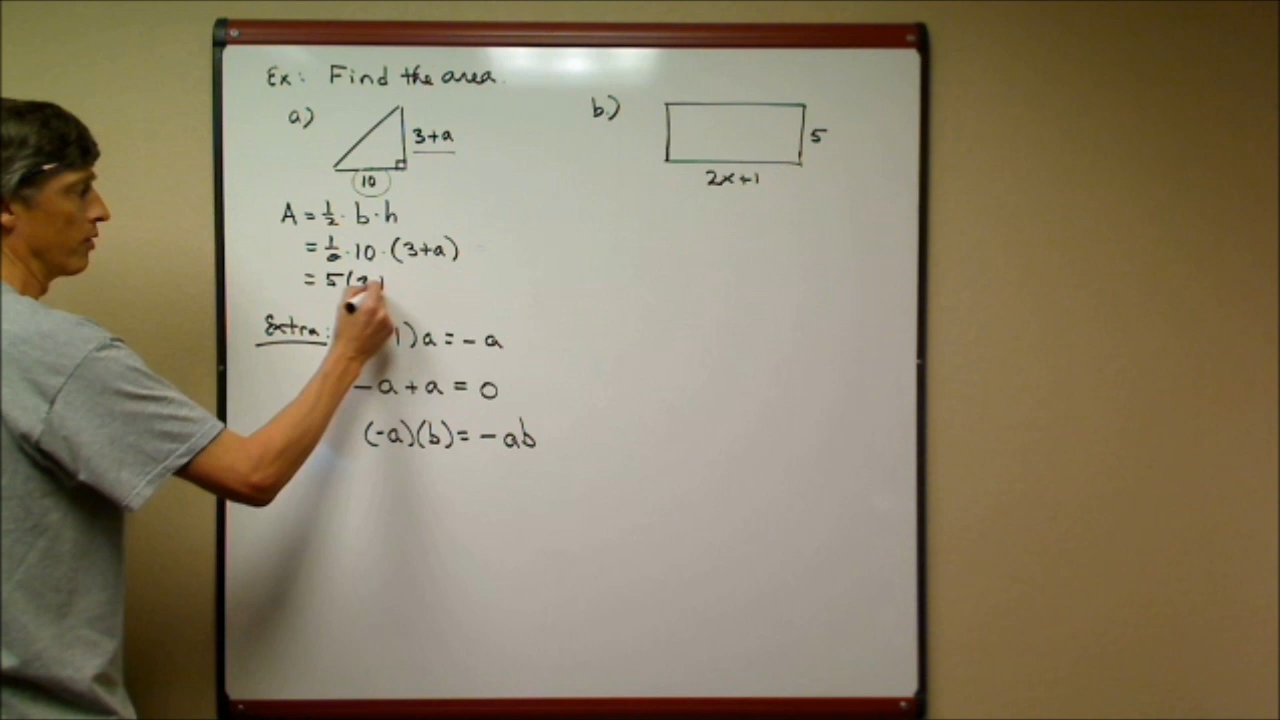 Ex: Find the area.
a)
3+a
10
A = 1/2 · b · h
= 1/2 · 10 · (3+a)
= 5(3
Extra:
1)a = -a
-a + a = 0
(-a)(b) = -ab
b.)
5
2x+1